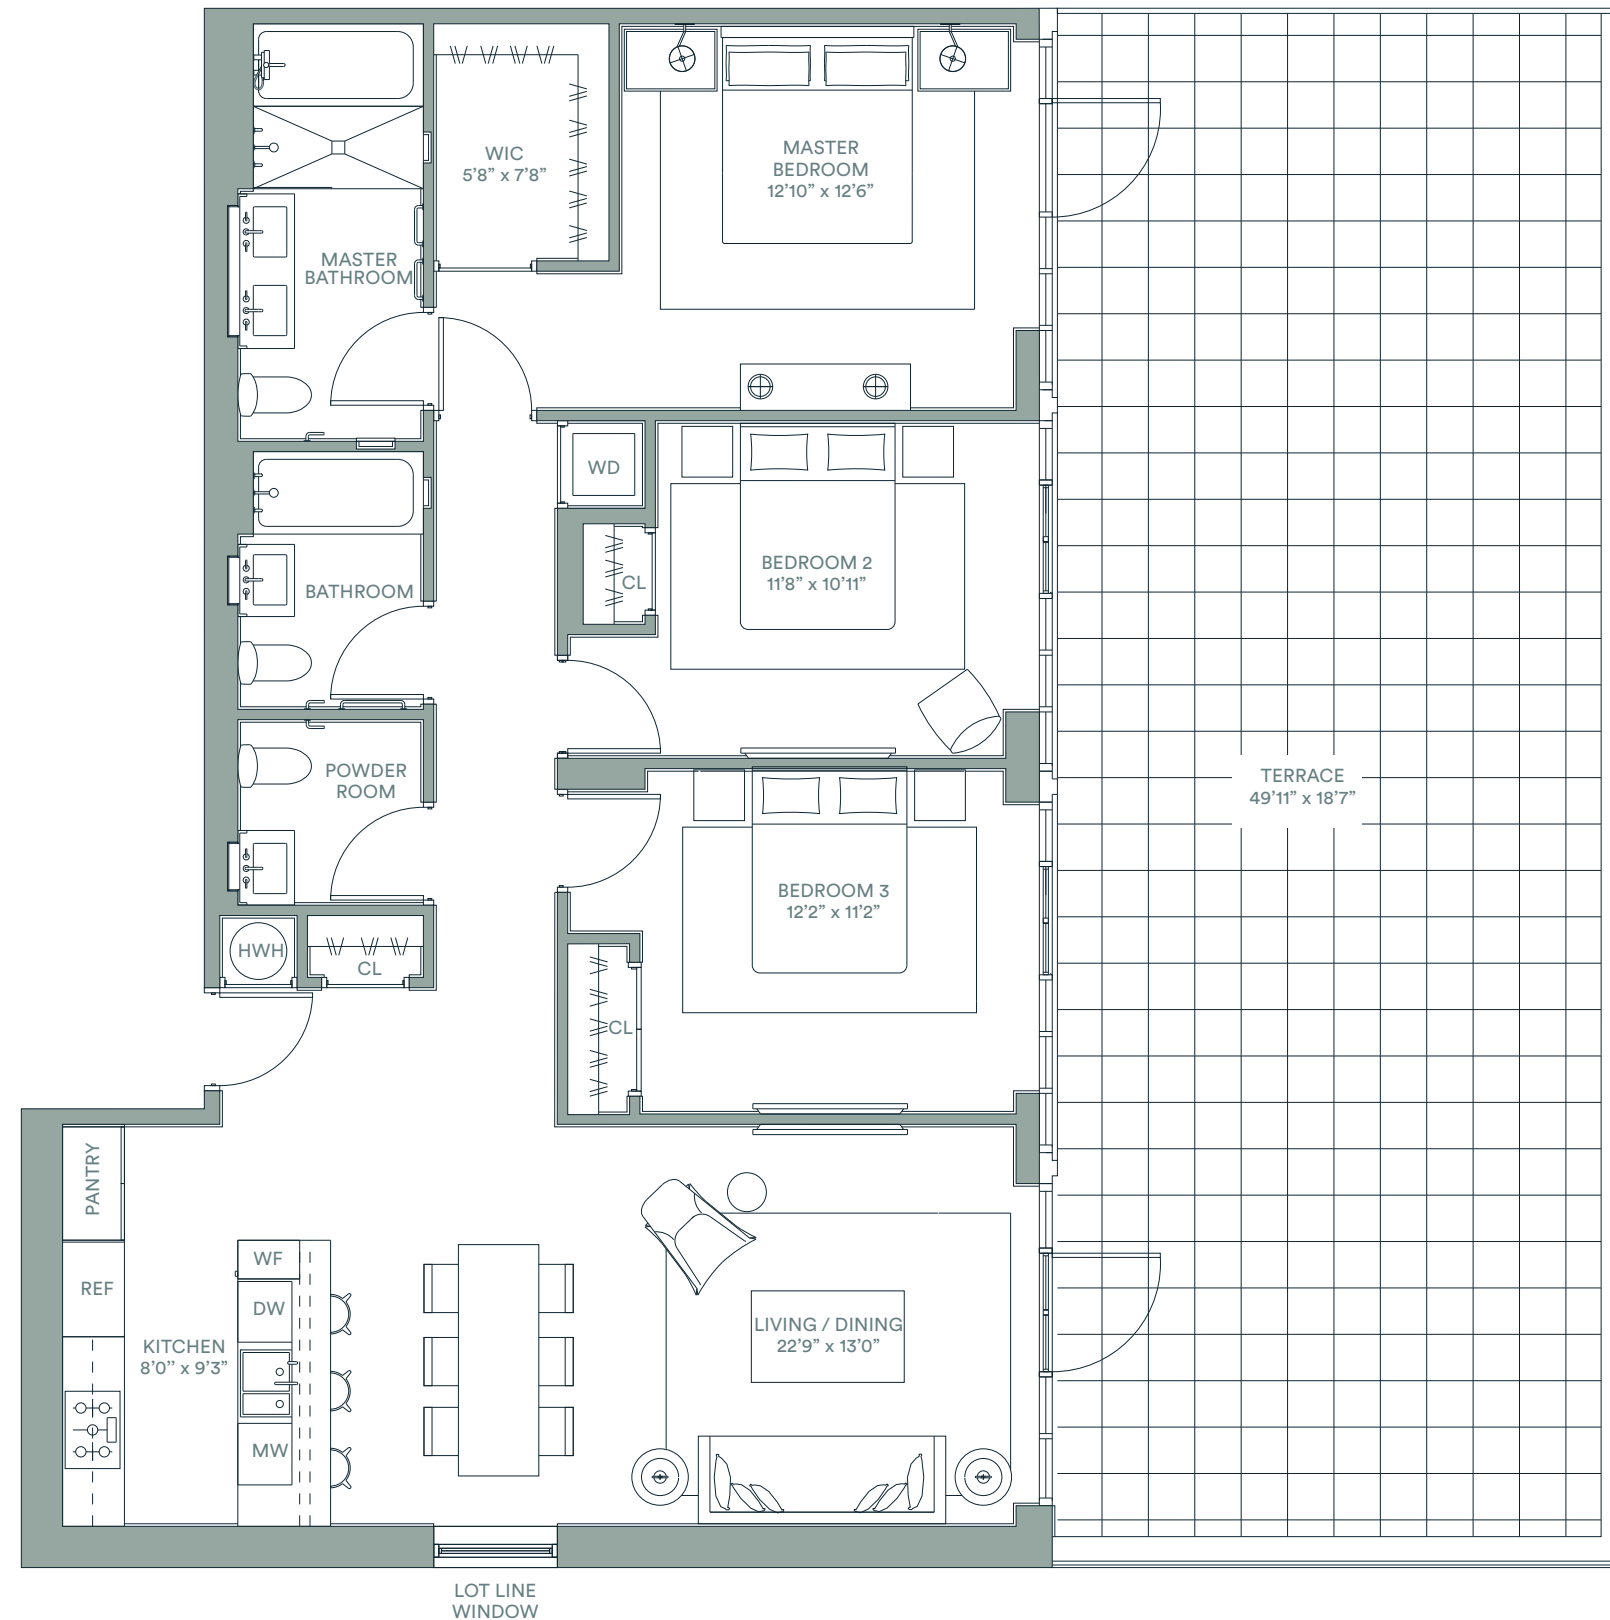 WIC
5’8” x 7’8”
MASTER
BEDROOM
12’10” x 12’6”
MASTER
BATHROOM
WD
CL
BEDROOM 2
11’8” x 10’11”
BATHROOM
POWDER
ROOM
TERRACE
49’11” x 18’7”
BEDROOM 3
12’2” x 11’2”
HWH
CL
CL
PANTRY
REF
WF
DW
KITCHEN
8’0’’ x 9’3”
MW
LIVING / DINING
22’9” x 13’0”
LOT LINE
WINDOW